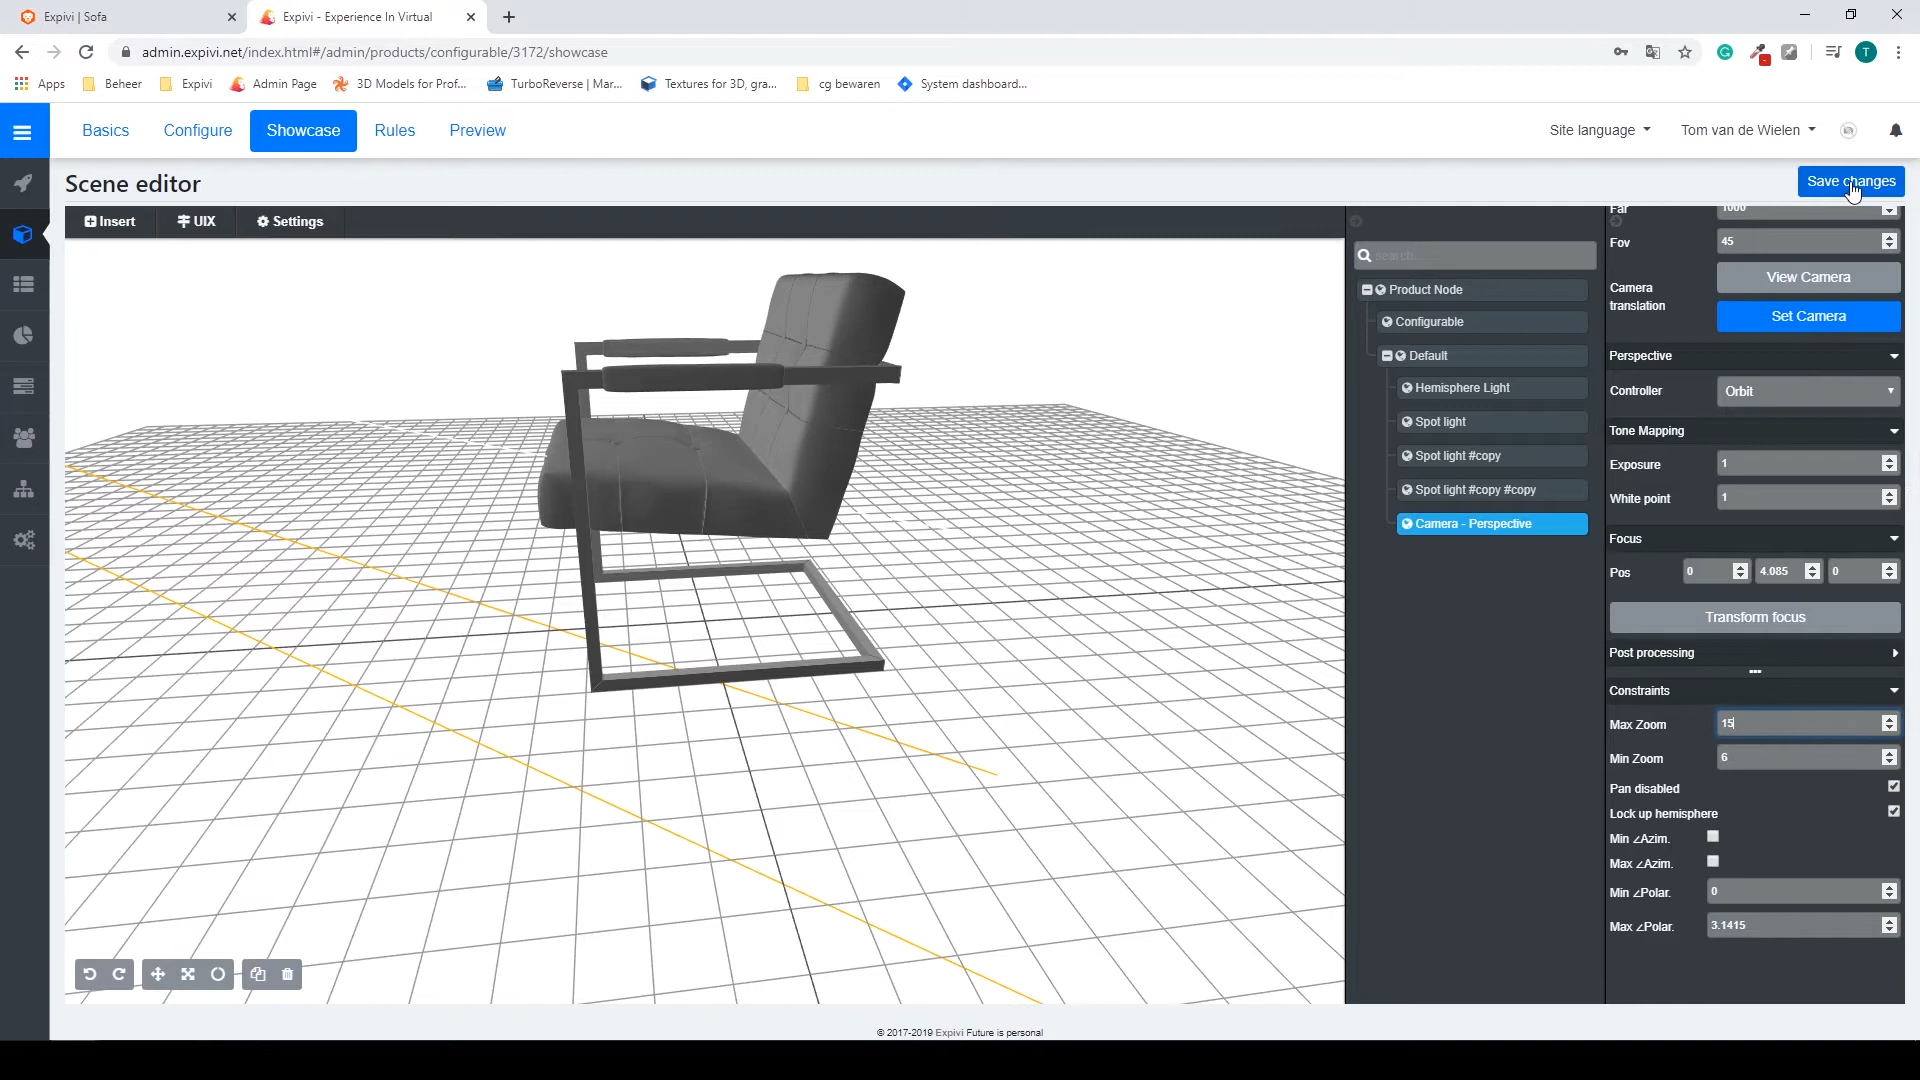 Expivi | Sofa
Expivi - Experience In Virtual
admin.expivi.net/index.html#/admin/products/configurable/3172/showcase
T
Apps
Beheer
Expivi
Admin Page
3D Models for Prof...
TurboReverse | Mar...
Textures for 3D, gra...
cg bewaren
System dashboard...
Basics
Configure
Showcase
Rules
Preview
Site language
Tom van de Wielen
Scene editor
Save changes
Insert
UIX
Settings
search...
Product Node
Configurable
Default
Hemisphere Light
Spot light
Spot light #copy
Spot light #copy #copy
Camera - Perspective
Far 1000
Fov 45
Camera translation
View Camera
Set Camera
Perspective
Controller Orbit
Tone Mapping
Exposure 1
White point 1
Focus
Pos 0 4.085 0
Transform focus
Post processing
Constraints
Max Zoom 15
Min Zoom 6
Pan disabled
Lock up hemisphere
Min ∠Azim.
Max ∠Azim.
Min ∠Polar. 0
Max ∠Polar. 3.1415
© 2017-2019 Expivi Future is personal